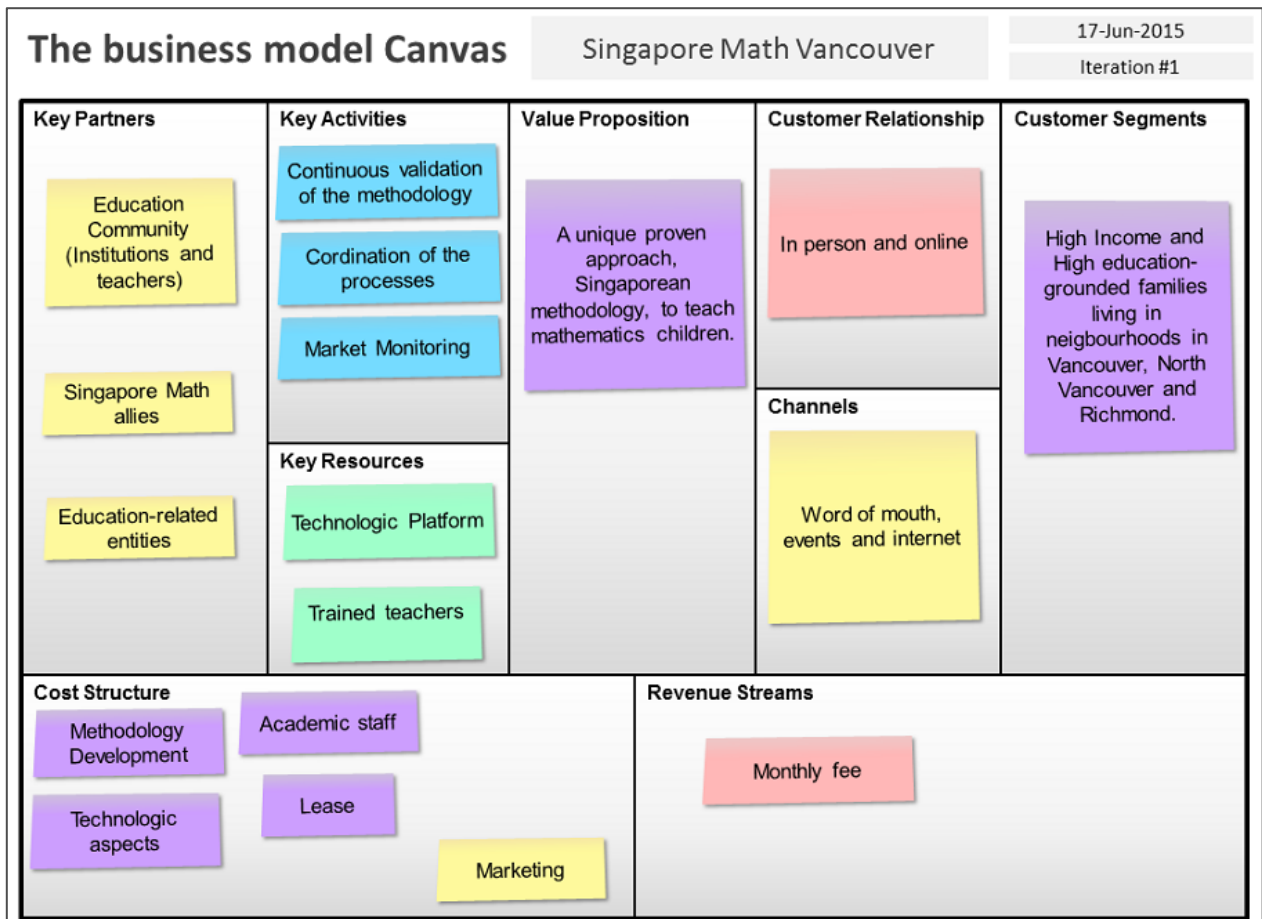 The business model Canvas
Singapore Math Vancouver
17-Jun-2015
Iteration #1
Key Partners
Education
Community
(Institutions and
teachers)
Singapore Math
allies
Education-related
entities
Key Activities
Continuous validation
of the methodology
Cordination of the
processes
Market Monitoring
Key Resources
Technologic Platform
Trained teachers
Value Proposition
A unique proven
approach,
Singaporean
methodology, to teach
mathematics children.
Customer Relationship
In person and online
Channels
Word of mouth,
events and internet
Customer Segments
High Income and
High education-
grounded families
living in
neigbourhoods in
Vancouver, North
Vancouver and
Richmond.
Cost Structure
Methodology
Development
Academic staff
Technologic
aspects
Lease
Marketing
Revenue Streams
Monthly fee